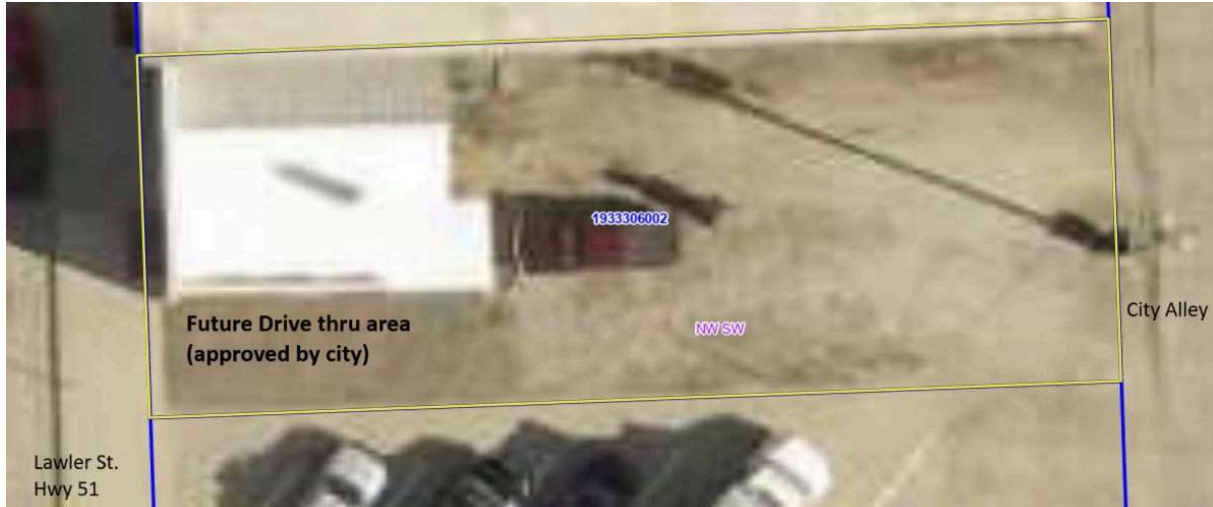 1933306002
Future Drive thru area
(approved by city)
NW SW
City Alley
Lawler St.
Hwy 51